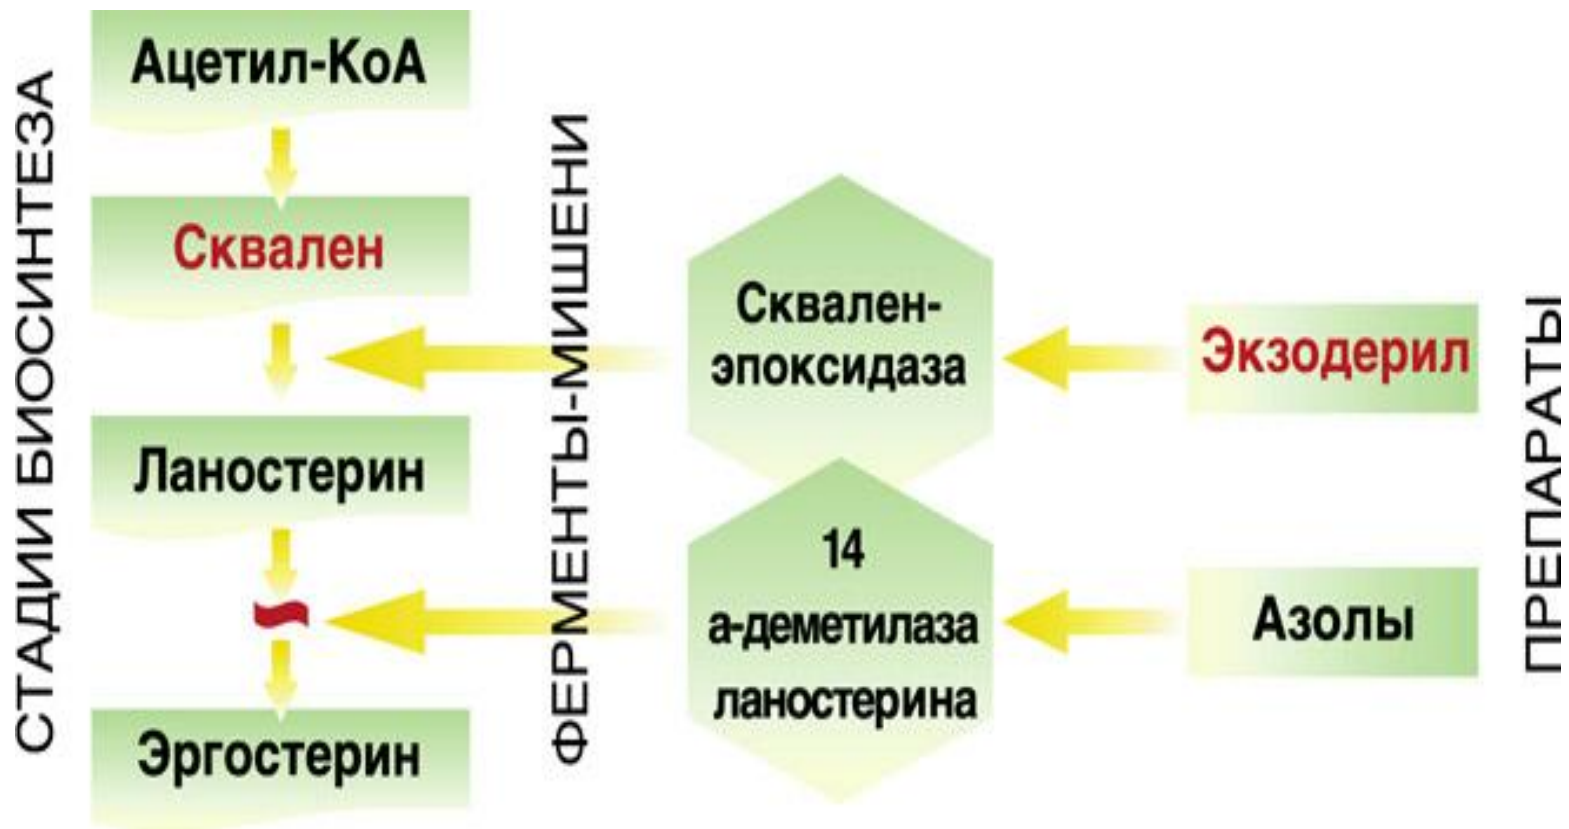 СТАДИИ БИОСИНТЕЗА
Ацетил-КоА
Сквален
Ланостерин
Эргостерин
ФЕРМЕНТЫ-МИШЕНИ
Сквален-
эпоксидаза
14
а-деметилаза
ланостерина
Экзодерил
Азолы
ПРЕПАРАТЫ